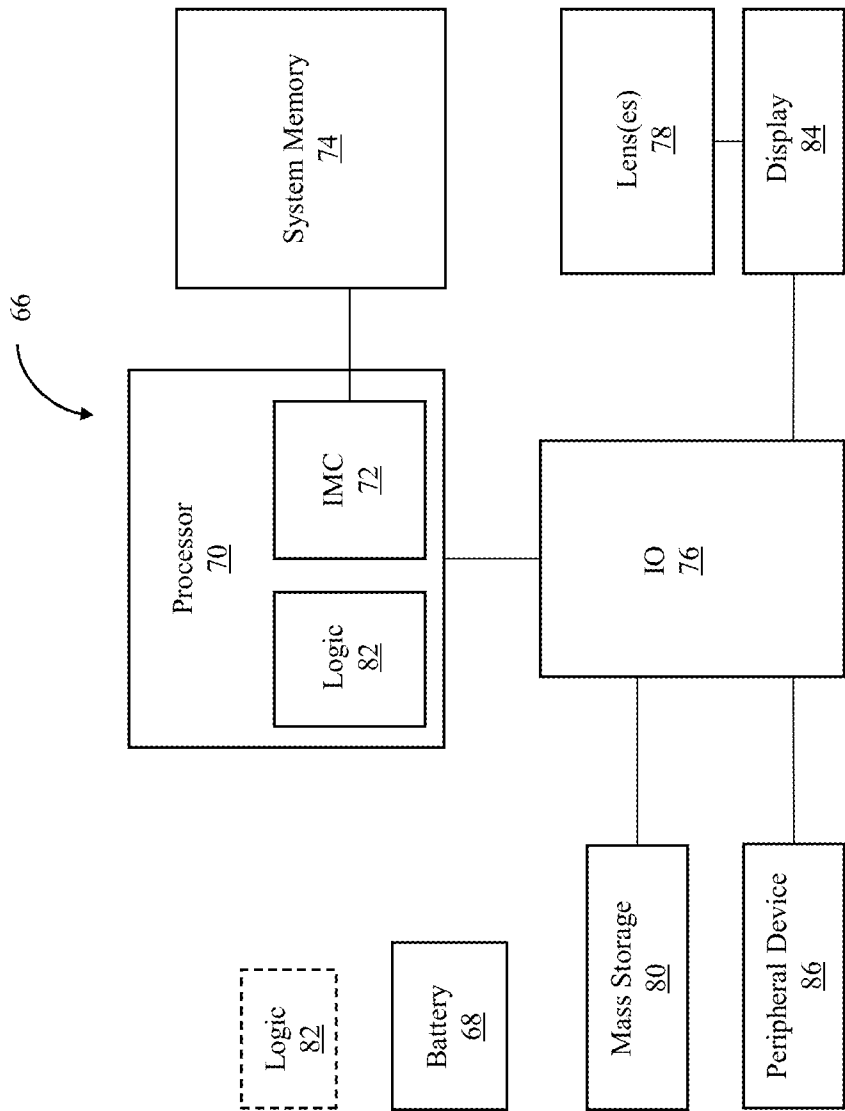 66
Processor
70
Logic
82
IMC
72
System Memory
74
Logic
82
Battery
68
IO
76
Mass Storage
80
Peripheral Device
86
Lens(es)
78
Display
84